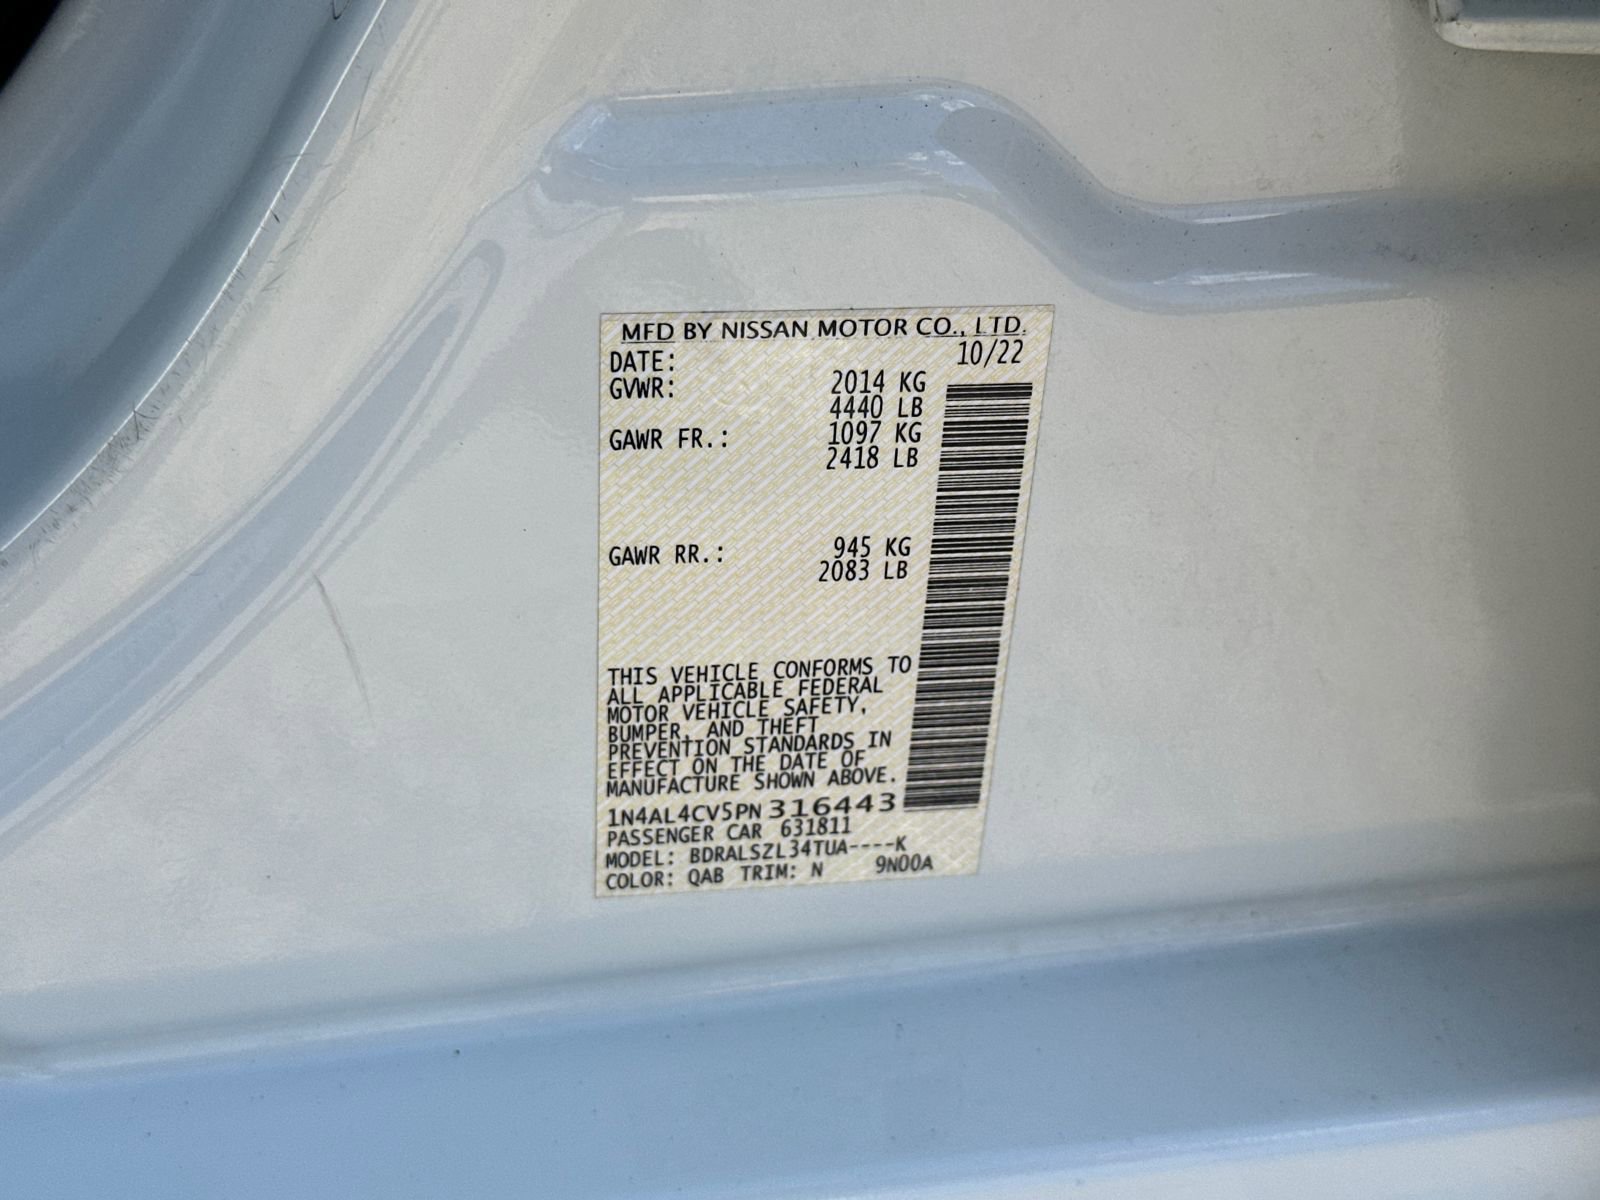 MFD BY NISSAN MOTOR CO., LTD.
DATE: 10/22
GVWR: 2014 KG
4440 LB
GAWR FR.: 1097 KG
2418 LB
GAWR RR.: 945 KG
2083 LB
THIS VEHICLE CONFORMS TO
ALL APPLICABLE FEDERAL
MOTOR VEHICLE SAFETY,
BUMPER, AND THEFT
PREVENTION STANDARDS IN
EFFECT ON THE DATE OF
MANUFACTURE SHOWN ABOVE.
1N4AL4CV5PN316443
PASSENGER CAR 631811
MODEL: BDRALSZL34TUA----K
COLOR: QAB TRIM: N 9N00A